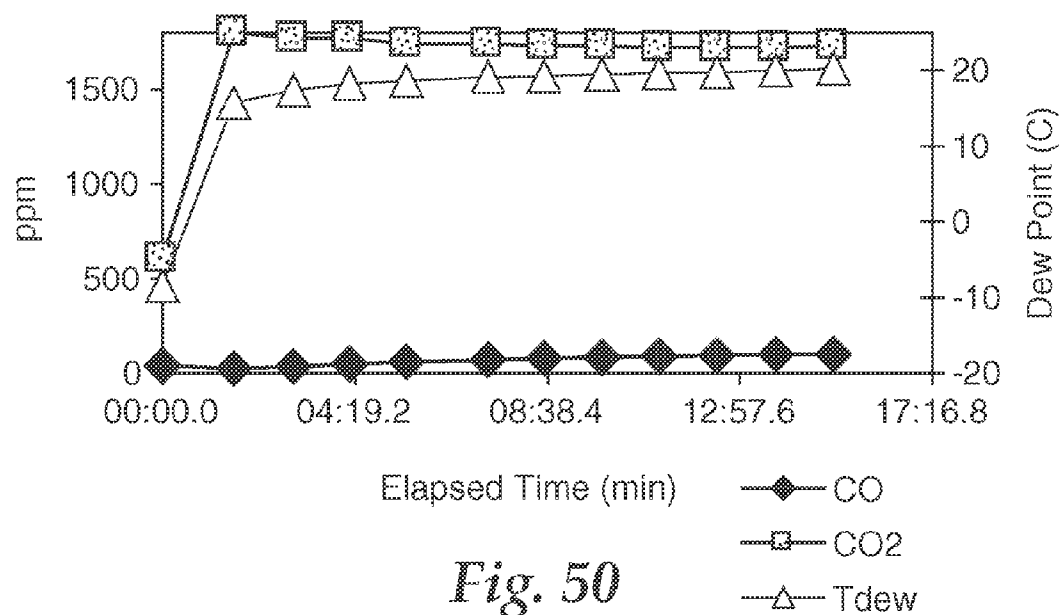 ppm
1500
1000
500
0
20
10
0
-10
-20
Dew Point (C)
00:00.0 04:19.2 08:38.4 12:57.6 17:16.8
Elapsed Time (min)
CO
CO2
Tdew
Fig. 50